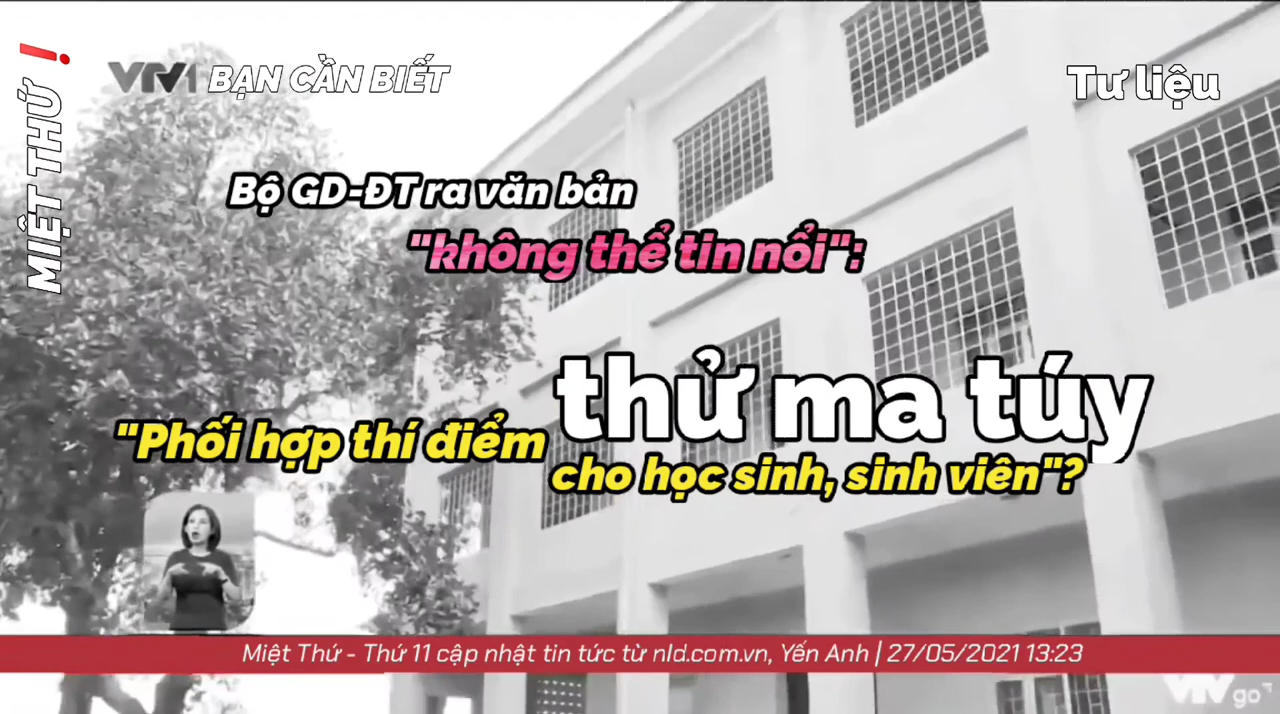 MIỆT THỨ!
VTV1 BẠN CẦN BIẾT
Tư liệu
Bộ GD-ĐT ra văn bản
"không thể tin nổi":
"Phối hợp thí điểm thử ma túy
cho học sinh, sinh viên"?
Miệt Thứ - Thứ 11 cập nhật tin tức từ nld.com.vn, Yến Anh | 27/05/2021 13:23
VTV go